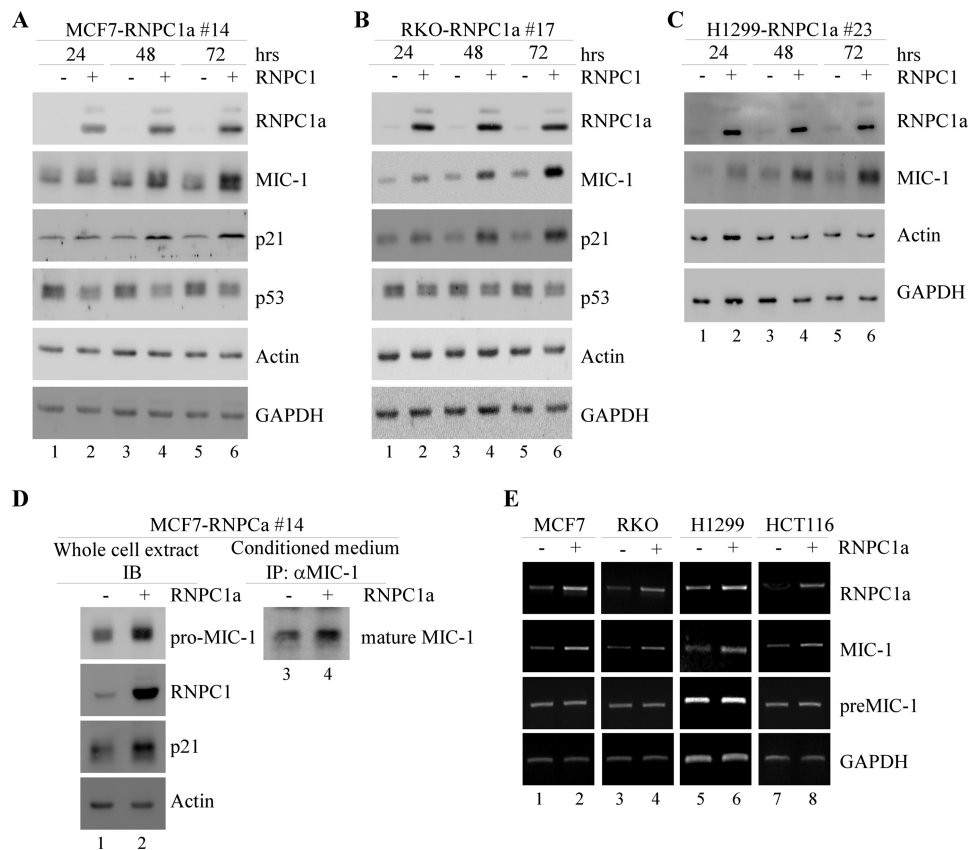 A
MCF7-RNPC1a #14
24 48 72 hrs
- + - + - + RNPC1
RNPC1a
MIC-1
p21
p53
Actin
GAPDH
1 2 3 4 5 6
B
RKO-RNPC1a #17
24 48 72 hrs
- + - + - + RNPC1
RNPC1a
MIC-1
p21
p53
Actin
GAPDH
1 2 3 4 5 6
C
H1299-RNPC1a #23
24 48 72 hrs
- + - + - + RNPC1
RNPC1a
MIC-1
Actin
GAPDH
1 2 3 4 5 6
D
MCF7-RNPCa #14
Whole cell extract Conditioned medium
IB IP: αMIC-1
- + RNPC1a - + RNPC1a
pro-MIC-1 mature MIC-1
3 4
RNPC1
p21
Actin
1 2
E
MCF7 RKO H1299 HCT116
- + - + - + - + RNPC1a
RNPC1a
MIC-1
preMIC-1
GAPDH
1 2 3 4 5 6 7 8